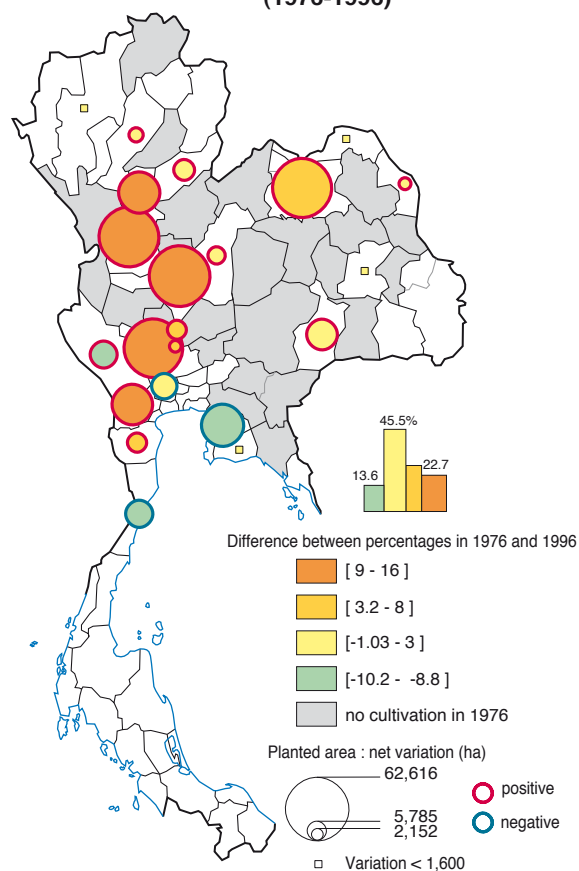 (1976-1996)
45.5%
13.6
22.7
Difference between percentages in 1976 and 1996
[ 9 - 16 ]
[ 3.2 - 8 ]
[-1.03 - 3 ]
[-10.2 - -8.8 ]
no cultivation in 1976
Planted area : net variation (ha)
62,616
5,785
2,152
positive
negative
Variation < 1,600